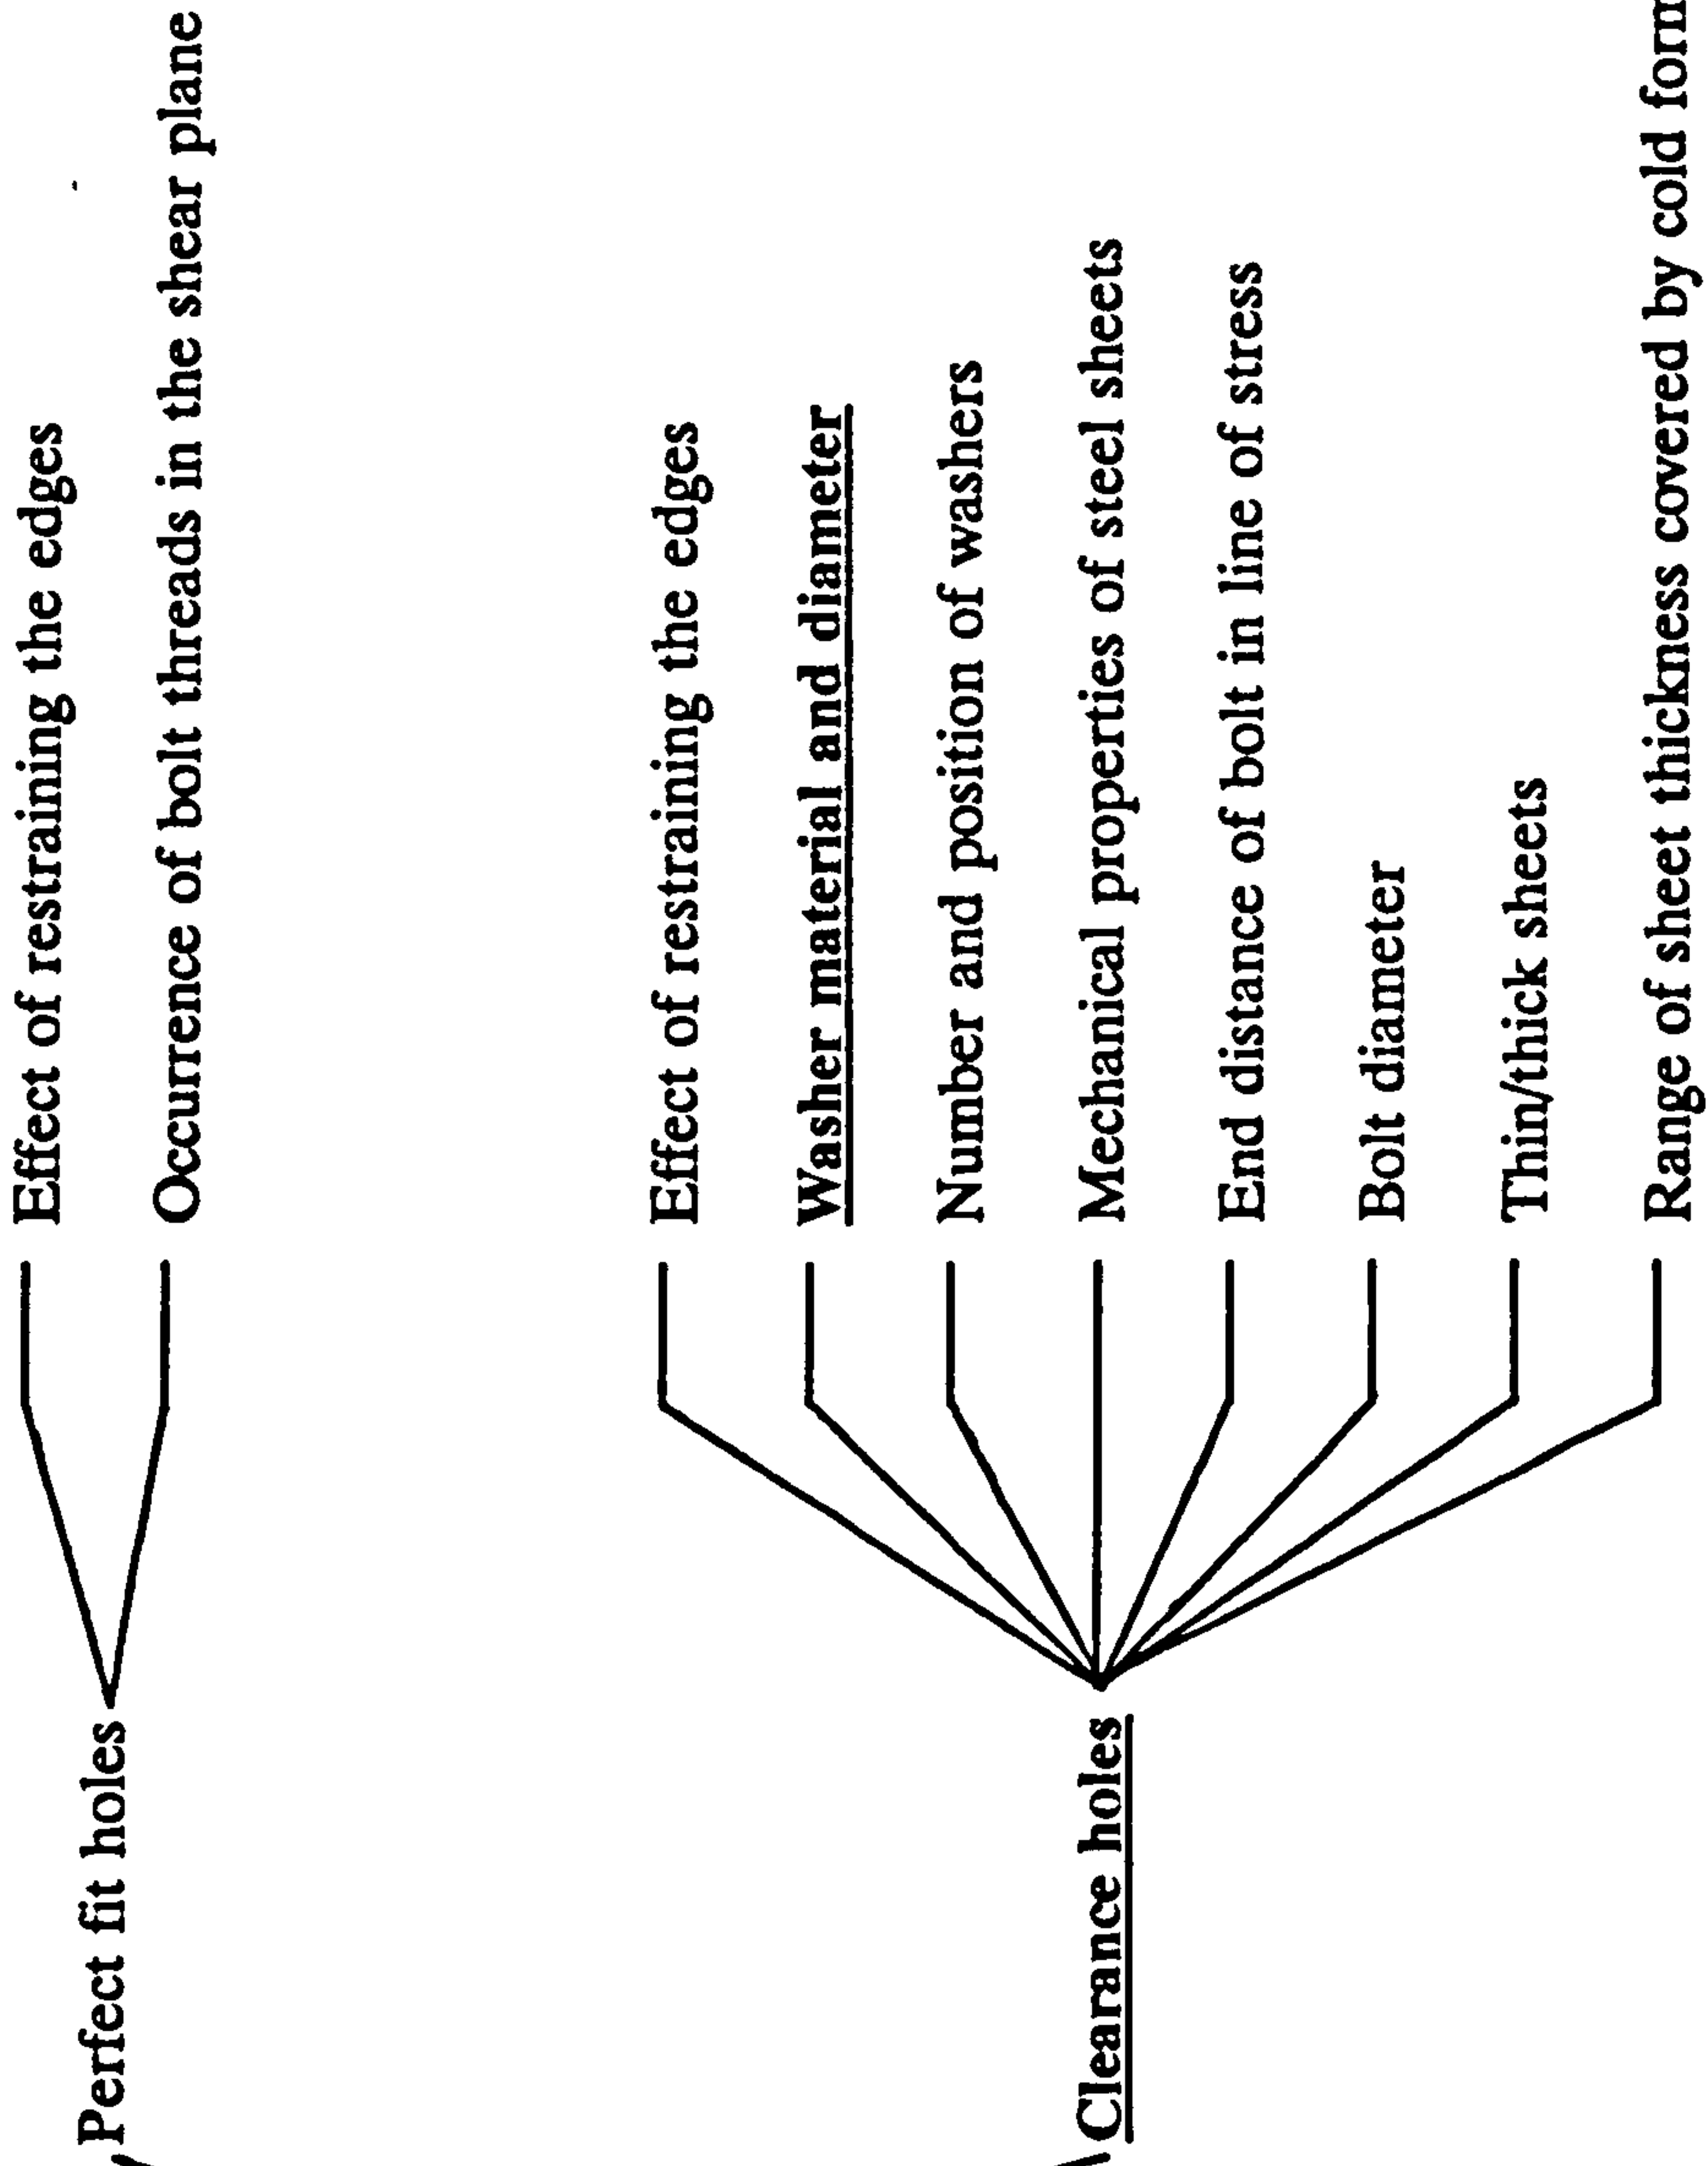 Effect of restraining the edges
Perfect fit holes
Occurrence of bolt threads in the shear plane
Effect of restraining the edges
Washer material and diameter
Number and position of washers
Clearance holes
Mechanical properties of steel sheets
End distance of bolt in line of stress
Bolt diameter
Thin/thick sheets
Range of sheet thickness covered by cold